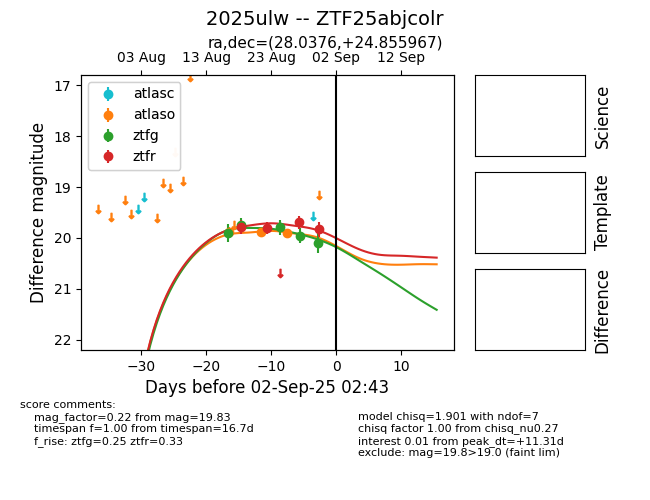 2025ulw -- ZTF25abjcolr
ra,dec=(28.0376,+24.855967)
03 Aug 13 Aug 23 Aug 02 Sep 12 Sep
atlasc
atlaso
ztfg
ztfr
17
18
19
20
21
22
Difference magnitude
−30 −20 −10 0 10
Days before 02-Sep-25 02:43
Science
Template
Difference
score comments:
mag_factor=0.22 from mag=19.83
timespan f=1.00 from timespan=16.7d
f_rise: ztfg=0.25 ztfr=0.33
model chisq=1.901 with ndof=7
chisq factor 1.00 from chisq_nu0.27
interest 0.01 from peak_dt=+11.31d
exclude: mag=19.8>19.0 (faint lim)